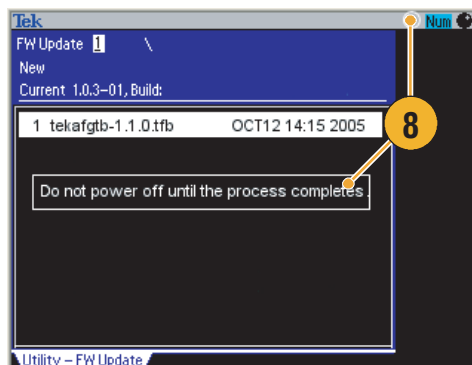 Tek
Num
FW Update 1 \
New
Current 1.0.3-01, Build:
1 tekafgtb-1.1.0.tfb OCT12 14:15 2005
8
Do not power off until the process completes.
Utility - FW Update